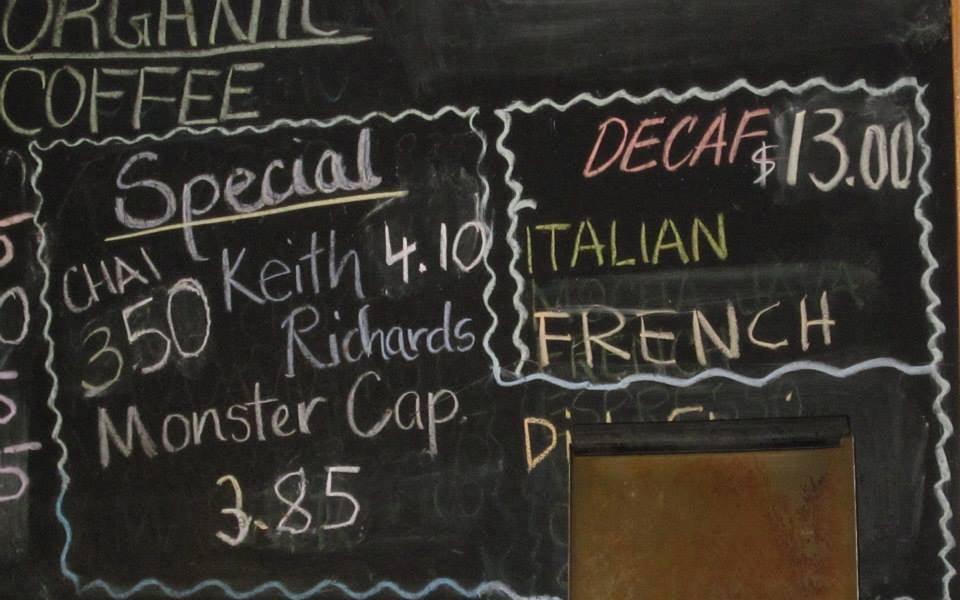 ORGANIC
COFFEE
Special
CHAI
350
Keith 4.10
Richards
Monster Cap.
3.85
DECAF $13.00
ITALIAN
FRENCH